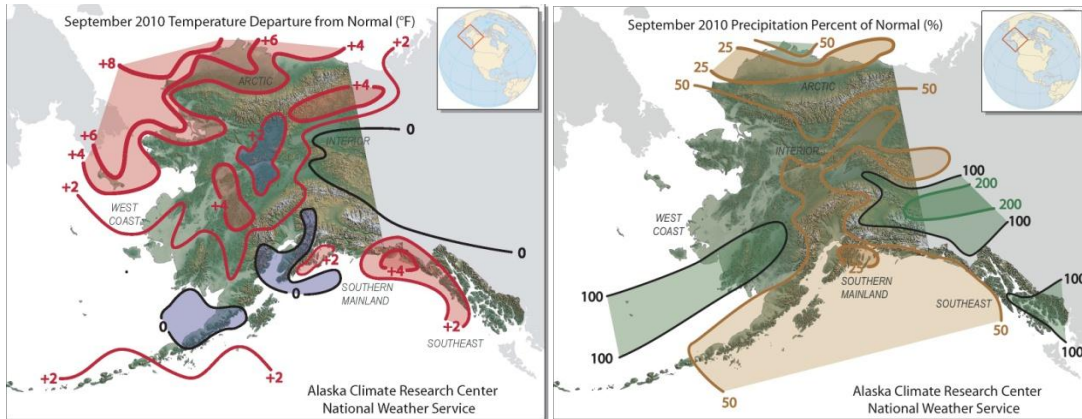 September 2010 Temperature Departure from Normal (°F)
+6
+4
+2
+8
ARCTIC
+4
0
+6
+4
+2
INTERIOR
WEST
COAST
+4
0
+2
+4
0
SOUTHERN
MAINLAND
0
+2
SOUTHEAST
+2
+2
Alaska Climate Research Center
National Weather Service
September 2010 Precipitation Percent of Normal (%)
25
50
25
50
ARCTIC
50
INTERIOR
100
200
200
100
WEST
COAST
25
SOUTHERN
MAINLAND
SOUTHEAST
100
100
50
100
100
50
Alaska Climate Research Center
National Weather Service